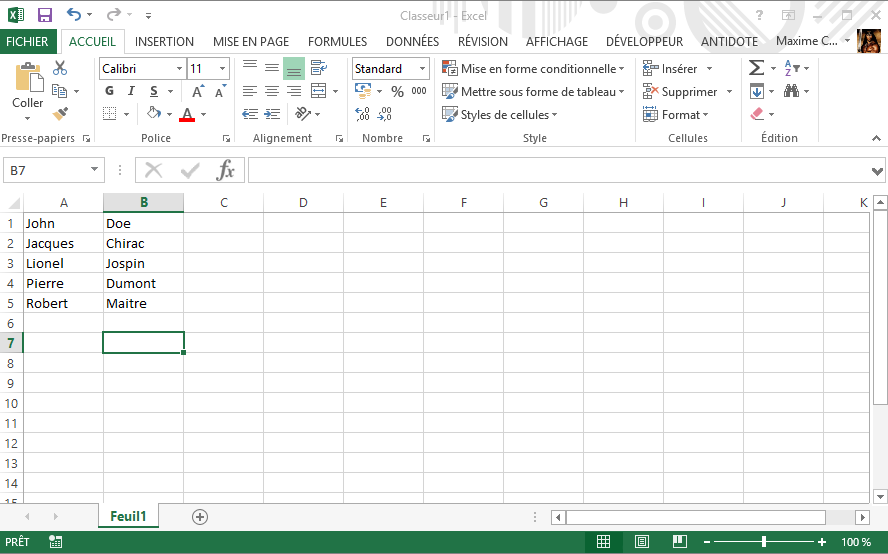 Classeur1 - Excel
FICHIER ACCUEIL INSERTION MISE EN PAGE FORMULES DONNÉES RÉVISION AFFICHAGE DÉVELOPPEUR ANTIDOTE Maxime C...
Coller
Calibri 11
Standard
Mise en forme conditionnelle
Insérer
G I S A A
% 000
Mettre sous forme de tableau
Supprimer
A
,00 ,0
Styles de cellules
Format
Presse-papiers Police Alignement Nombre Style Cellules Édition
B7 fx
A B C D E F G H I J K
1 John Doe
2 Jacques Chirac
3 Lionel Jospin
4 Pierre Dumont
5 Robert Maitre
6
7
8
9
10
11
12
13
14
15
Feuil1
PRÊT 100 %